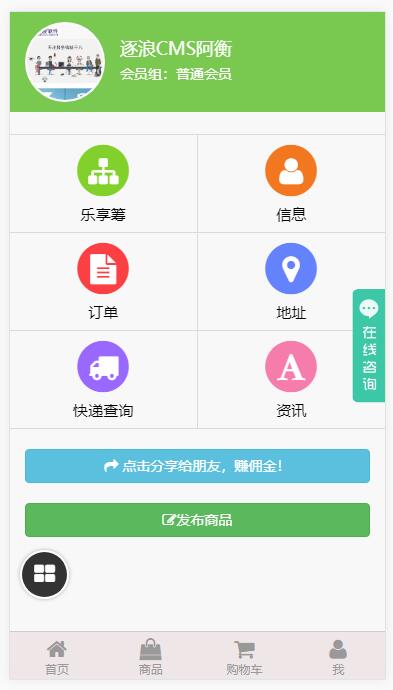 逐浪CMS阿衡
会员组：普通会员
乐享筹
信息
订单
地址
在线咨询
快递查询
A
资讯
点击分享给朋友，赚佣金！
发布商品
首页
商品
购物车
我